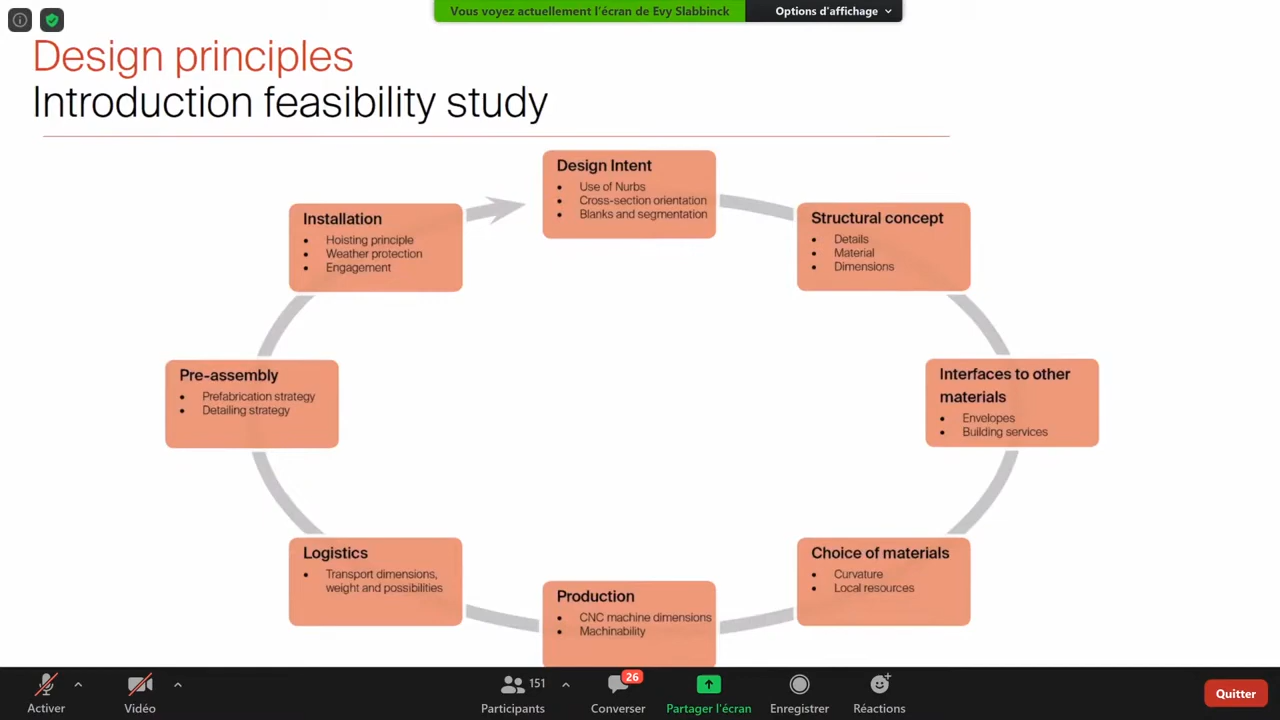 Vous voyez actuellement l'écran de Evy Slabbinck
Options d'affichage
Design principles
Introduction feasibility study
Design Intent
• Use of Nurbs
• Cross-section orientation
• Blanks and segmentation
Structural concept
• Details
• Material
• Dimensions
Interfaces to other
materials
• Envelopes
• Building services
Choice of materials
• Curvature
• Local resources
Production
• CNC machine dimensions
• Machinability
Logistics
• Transport dimensions,
weight and possibilities
Pre-assembly
• Prefabrication strategy
• Detailing strategy
Installation
• Hoisting principle
• Weather protection
• Engagement
Activer
Vidéo
151
Participants
26
Converser
Partager l'écran
Enregistrer
Réactions
Quitter